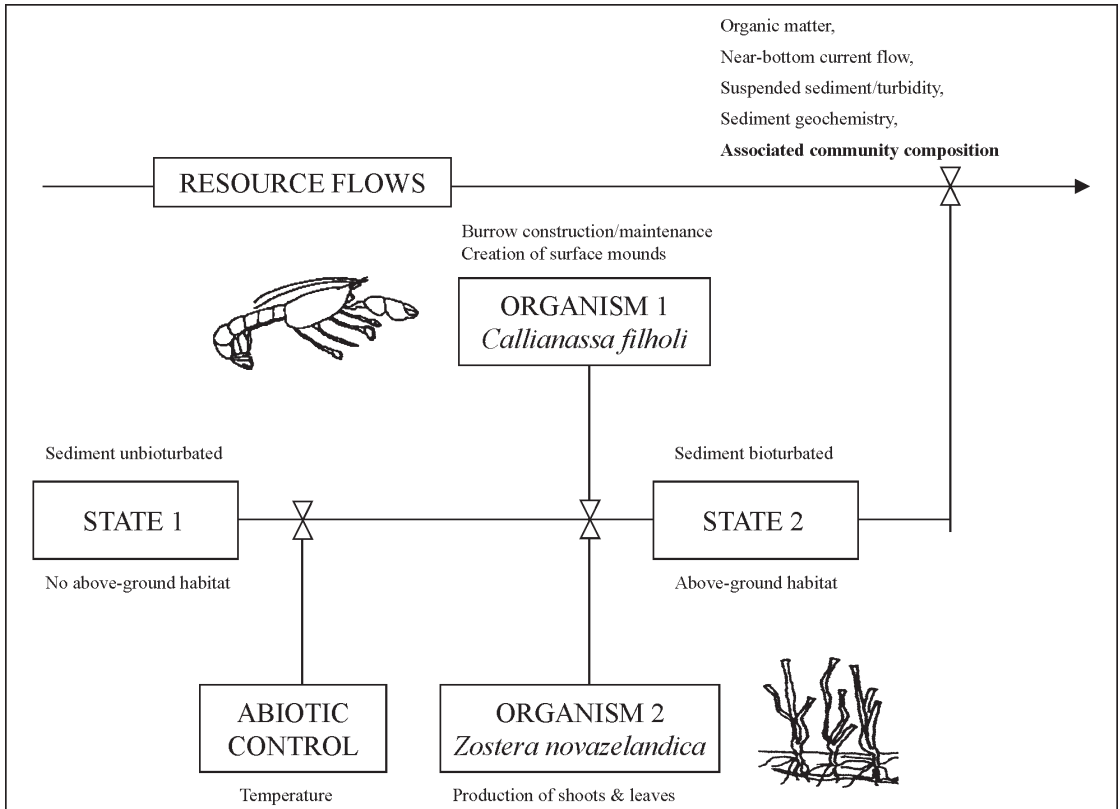 Organic matter,
Near-bottom current flow,
Suspended sediment/turbidity,
Sediment geochemistry,
Associated community composition
RESOURCE FLOWS
Burrow construction/maintenance
Creation of surface mounds
ORGANISM 1
Callianassa filholi
Sediment unbioturbated
Sediment bioturbated
STATE 1
STATE 2
No above-ground habitat
Above-ground habitat
ABIOTIC
CONTROL
ORGANISM 2
Zostera novazelandica
Temperature
Production of shoots & leaves